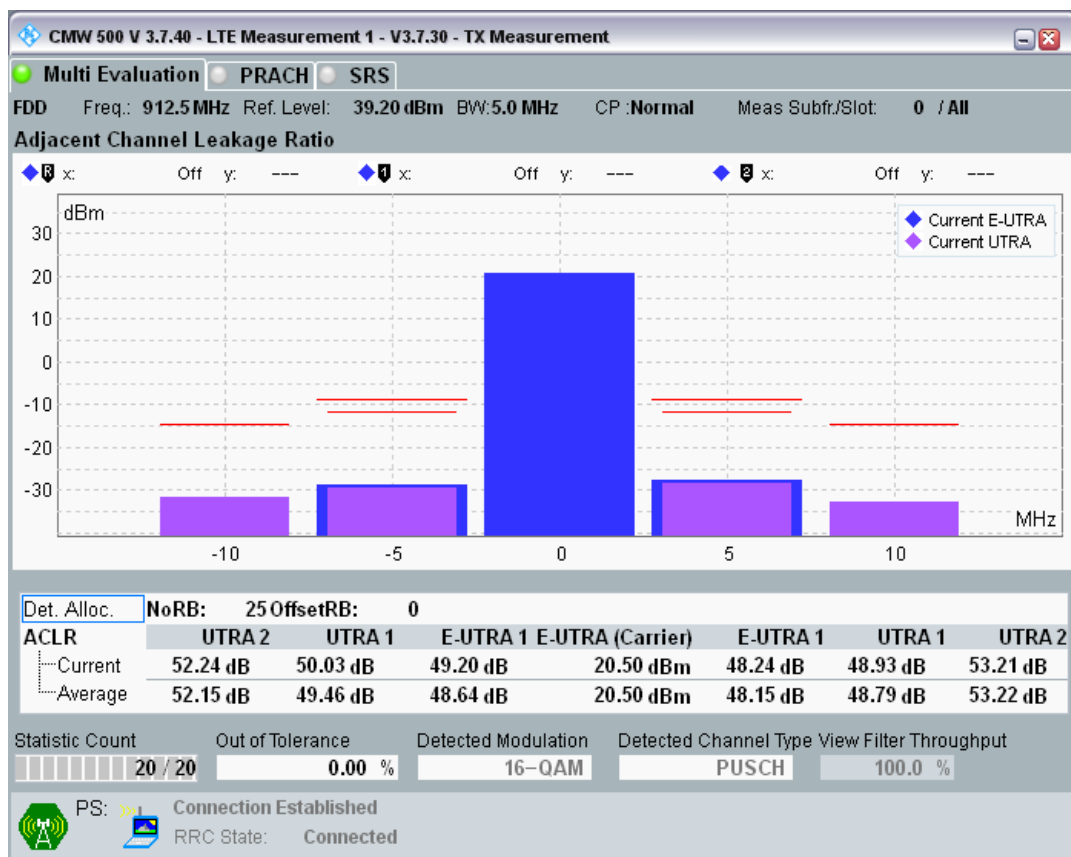 CMW 500 V 3.7.40 - LTE Measurement 1 - V3.7.30 - TX Measurement
Multi Evaluation PRACH SRS
FDD Freq.: 912.5 MHz Ref. Level: 39.20 dBm BW:5.0 MHz CP :Normal Meas Subfr./Slot: 0 / All
Adjacent Channel Leakage Ratio
R x: Off y: --- 1 x: Off y: --- 2 x: Off y: ---
dBm
Current E-UTRA
Current UTRA
30
20
10
0
-10
-20
-30
MHz
-10 -5 0 5 10
Det. Alloc. NoRB: 25 OffsetRB: 0
ACLR UTRA 2 UTRA 1 E-UTRA 1 E-UTRA (Carrier) E-UTRA 1 UTRA 1 UTRA 2
Current 52.24 dB 50.03 dB 49.20 dB 20.50 dBm 48.24 dB 48.93 dB 53.21 dB
Average 52.15 dB 49.46 dB 48.64 dB 20.50 dBm 48.15 dB 48.79 dB 53.22 dB
Statistic Count Out of Tolerance Detected Modulation Detected Channel Type View Filter Throughput
20 / 20 0.00 % 16-QAM PUSCH 100.0 %
PS: Connection Established
RRC State: Connected